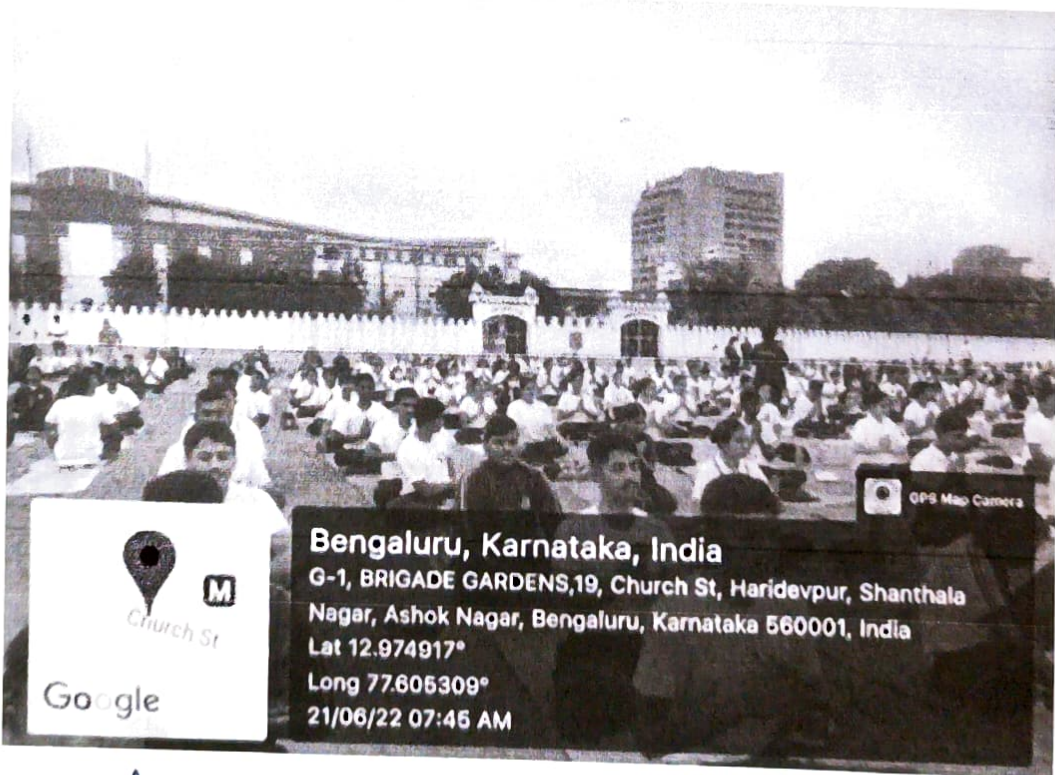 GPS Map Camera
Bengaluru, Karnataka, India
G-1, BRIGADE GARDENS,19, Church St, Haridevpur, Shanthala
Nagar, Ashok Nagar, Bengaluru, Karnataka 560001, India
Lat 12.974917°
Long 77.605309°
21/06/22 07:45 AM
M
Church St
Google